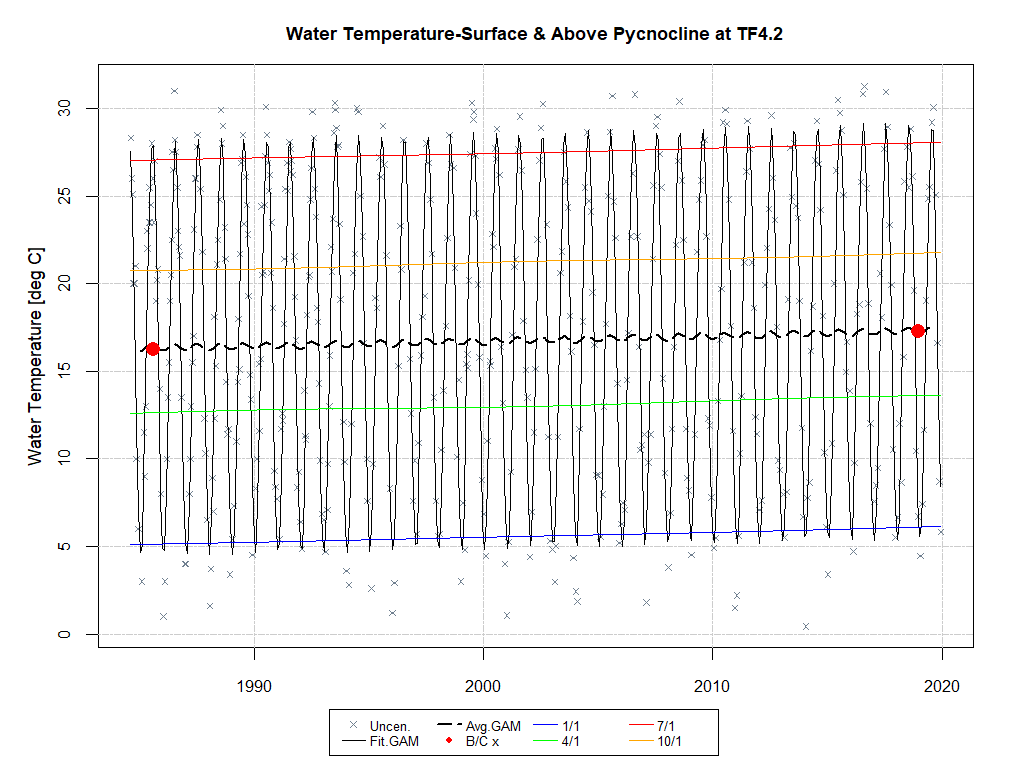 Water Temperature-Surface & Above Pycnocline at TF4.2
Water Temperature [deg C]
30
25
20
15
10
5
0
1990 2000 2010 2020
Uncen. Avg.GAM 1/1 7/1
Fit.GAM B/C x 4/1 10/1